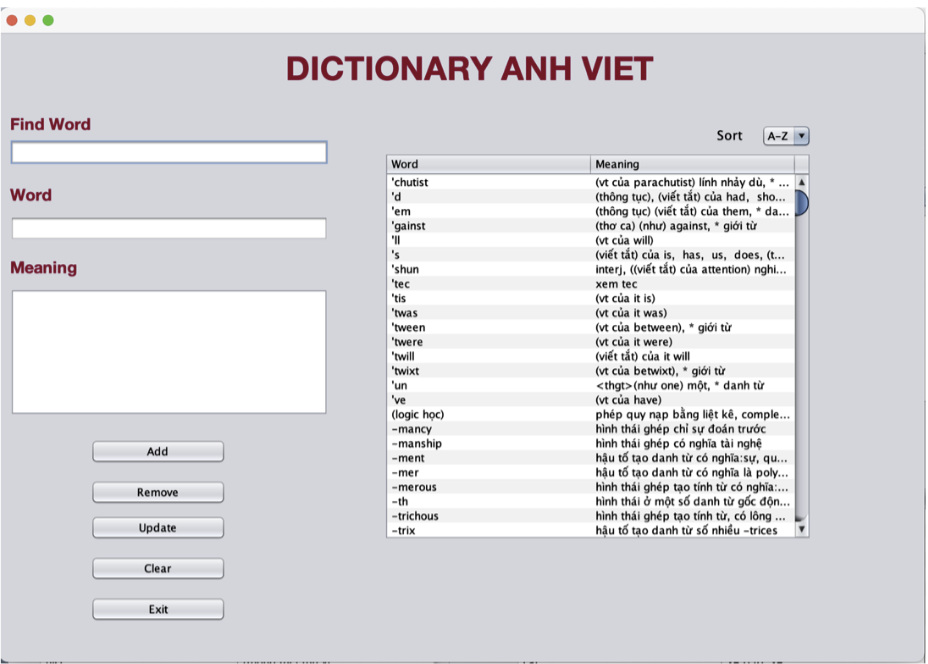 DICTIONARY ANH VIET
Find Word
Word
Meaning
Add
Remove
Update
Clear
Exit
Sort A-Z
Word Meaning
'chutist (vt của parachutist) lính nhảy dù, * ...
'd (thông tục), (viết tắt) của had, sho...
'em (thông tục) (viết tắt) của them, * da...
'gainst (thơ ca) (như) against, * giới từ
'll (vt của will)
's (viết tắt) của is, has, us, does, (t...
'shun interj, ((viết tắt) của attention) nghi...
'tec xem tec
'tis (vt của it is)
'twas (vt của it was)
'tween (vt của between), * giới từ
'twere (vt của it were)
'twill (viết tắt) của it will
'twixt (vt của betwixt), * giới từ
'un <thgt>(như one) một, * danh từ
've (vt của have)
(logic học) phép quy nạp bằng liệt kê, comple...
-mancy hình thái ghép chỉ sự đoán trước
-manship hình thái ghép có nghĩa tài nghệ
-ment hậu tố tạo danh từ có nghĩa:sự, qu...
-mer hậu tố tạo danh từ có nghĩa là poly...
-merous hình thái ghép tạo tính từ có nghĩa:...
-th hình thái ở một số danh từ gốc độn...
-trichous hình thái ghép tạo tính từ, có lông ...
-trix hậu tố tạo danh từ số nhiều -trices